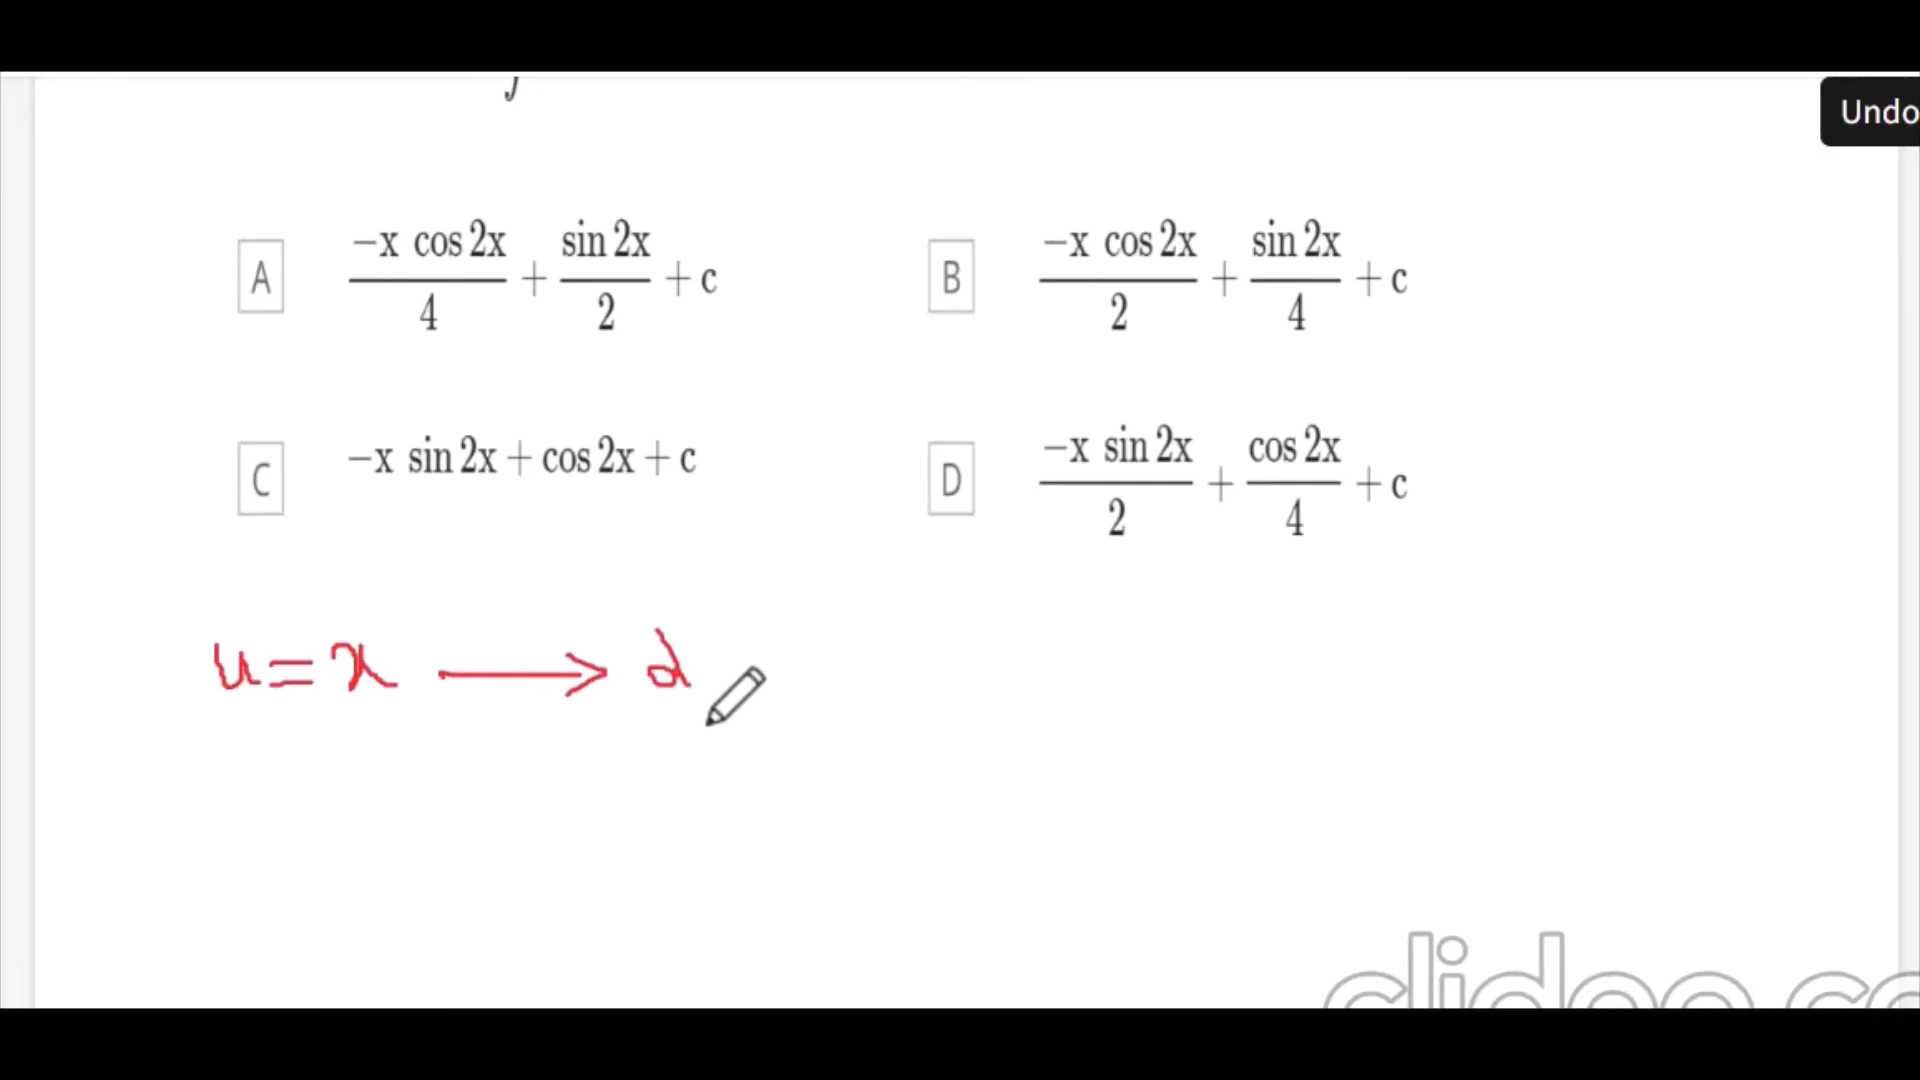 Undo
A −x cos 2x/4 + sin 2x/2 + c
B −x cos 2x/2 + sin 2x/4 + c
C −x sin 2x + cos 2x + c
D −x sin 2x/2 + cos 2x/4 + c
u = x → d